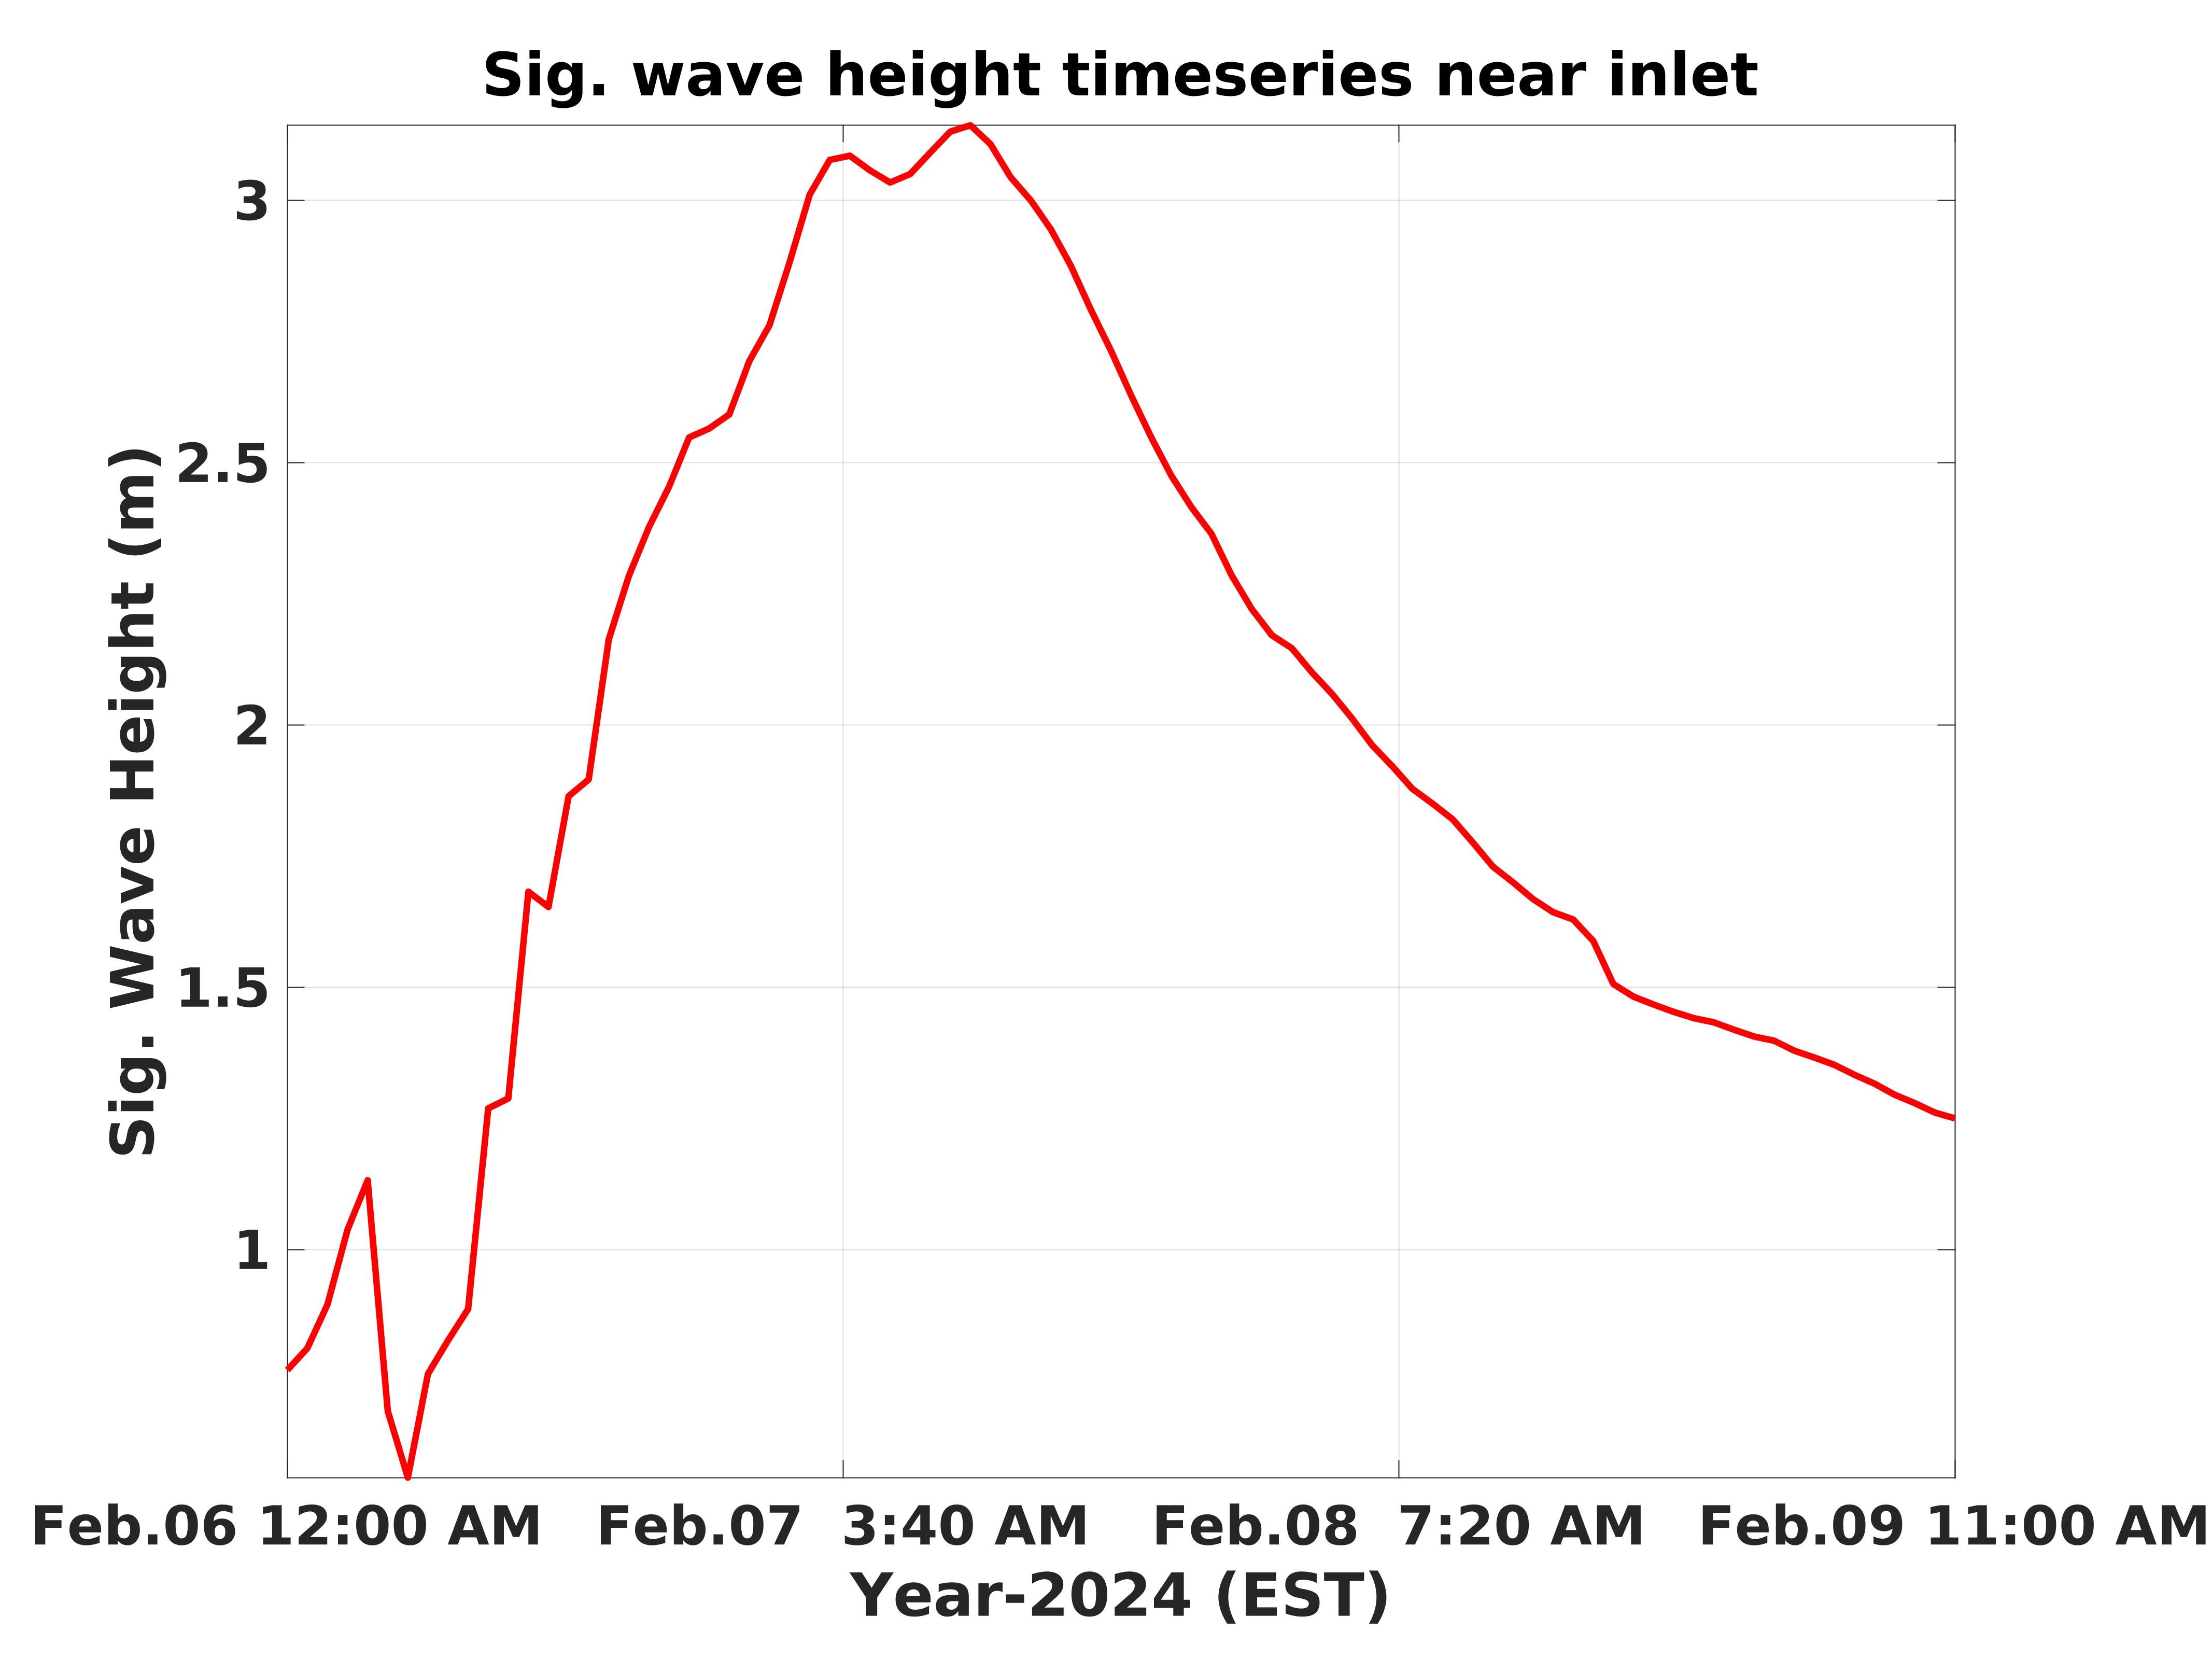 Sig. wave height timeseries near inlet
Sig. Wave Height (m)
3
2.5
2
1.5
1
Feb.06 12:00 AM Feb.07 3:40 AM Feb.08 7:20 AM Feb.09 11:00 AM
Year-2024 (EST)